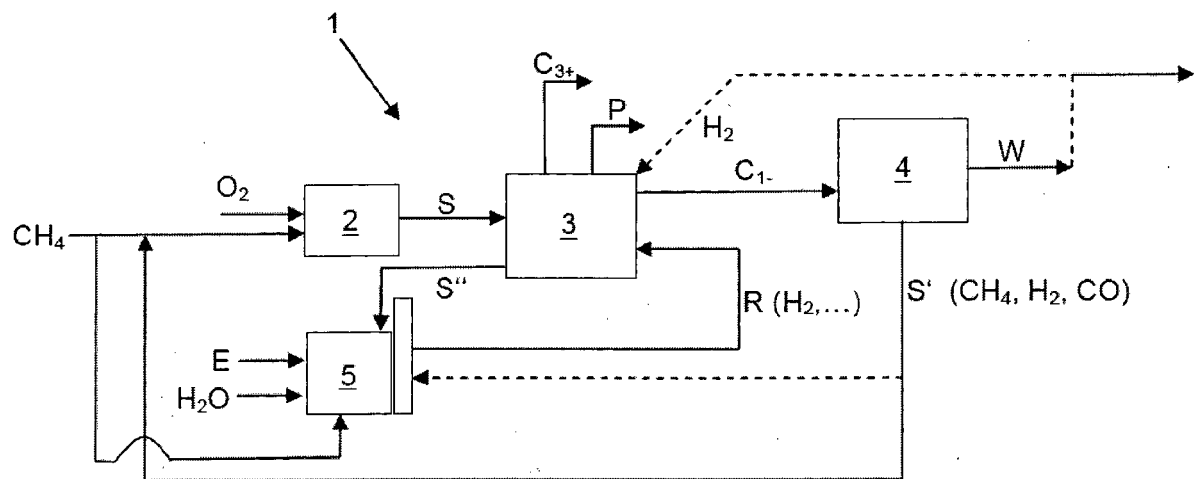 1
C₃₊
P
H₂
4
W
O₂
2
S
3
C₁₋
CH₄
S“
R (H₂,...)
S‘ (CH₄, H₂, CO)
E
5
H₂O